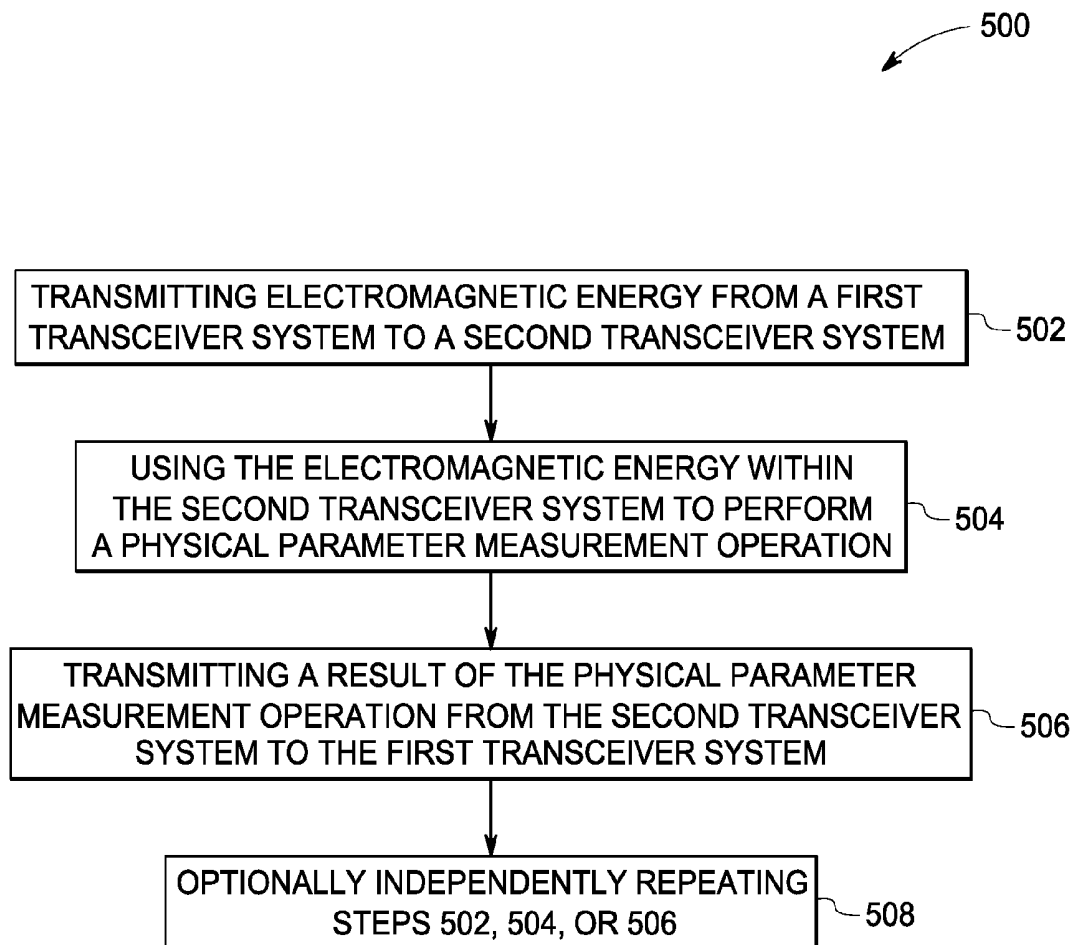 500
TRANSMITTING ELECTROMAGNETIC ENERGY FROM A FIRST
TRANSCEIVER SYSTEM TO A SECOND TRANSCEIVER SYSTEM
502
USING THE ELECTROMAGNETIC ENERGY WITHIN
THE SECOND TRANSCEIVER SYSTEM TO PERFORM
A PHYSICAL PARAMETER MEASUREMENT OPERATION
504
TRANSMITTING A RESULT OF THE PHYSICAL PARAMETER
MEASUREMENT OPERATION FROM THE SECOND TRANSCEIVER
SYSTEM TO THE FIRST TRANSCEIVER SYSTEM
506
OPTIONALLY INDEPENDENTLY REPEATING
STEPS 502, 504, OR 506
508